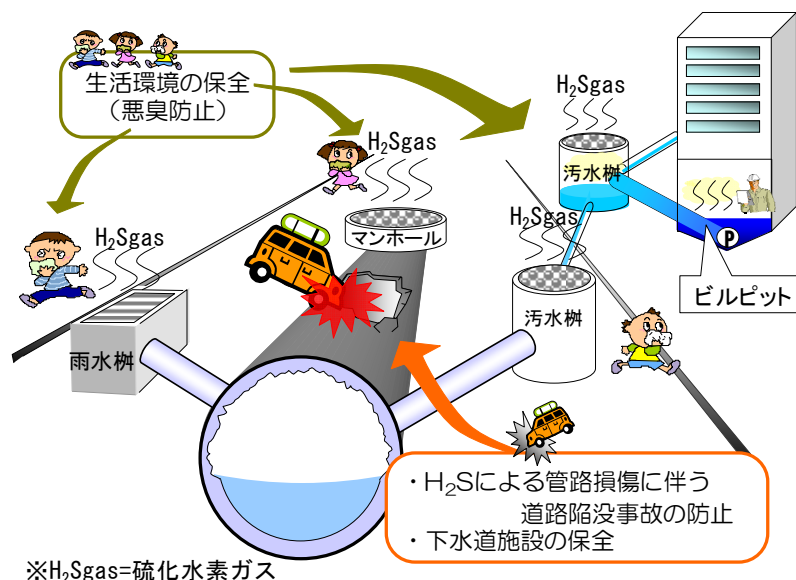 生活環境の保全
（悪臭防止）
H₂Sgas
H₂Sgas
H₂Sgas
H₂Sgas
汚水桝
マンホール
P
ビルピット
汚水桝
雨水桝
・H₂Sによる管路損傷に伴う
道路陥没事故の防止
・下水道施設の保全
※H₂Sgas=硫化水素ガス